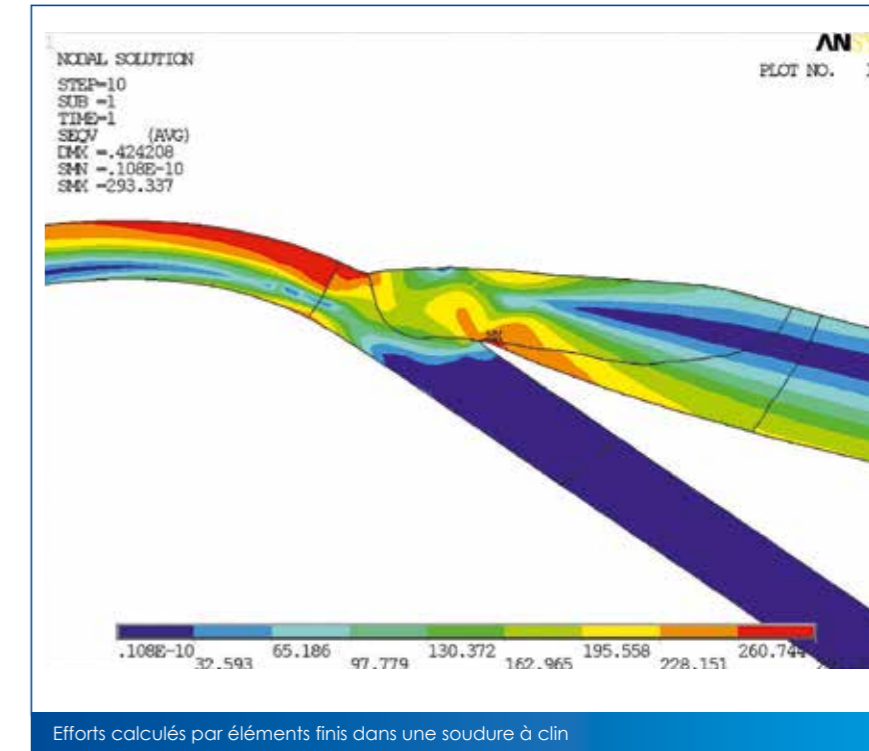 NODAL SOLUTION
STEP=10
SUB =1
TIME=1
SEQV (AVG)
DMX =.424208
SMN =.108E-10
SMX =293.337
ANSY
PLOT NO.
.108E-10 32.593 65.186 97.779 130.372 162.965 195.558 228.151 260.744
Efforts calculés par éléments finis dans une soudure à clin